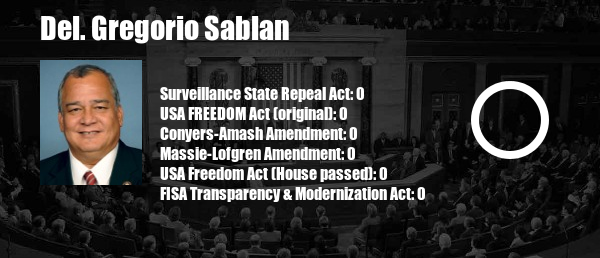 Del. Gregorio Sablan
Surveillance State Repeal Act: 0
USA FREEDOM Act (original): 0
Conyers-Amash Amendment: 0
Massie-Lofgren Amendment: 0
USA Freedom Act (House passed): 0
FISA Transparency & Modernization Act: 0